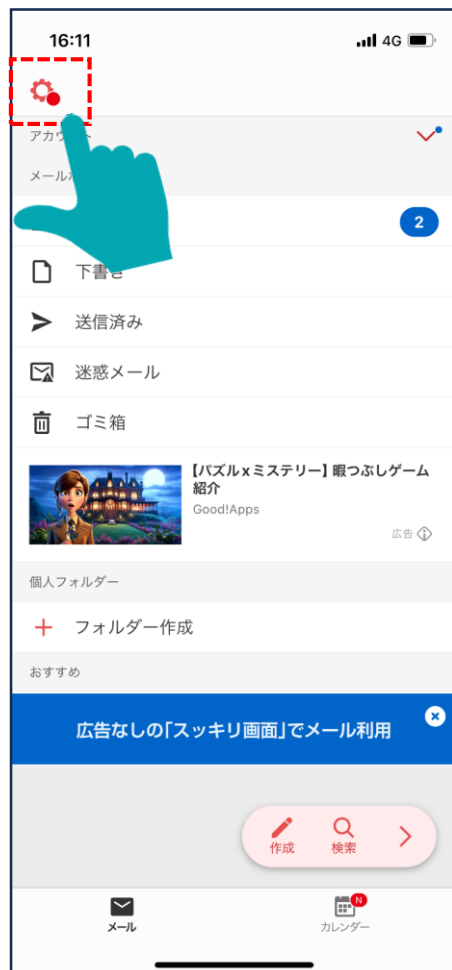 16:11
4G
アカウント
メール
2
下書き
送信済み
迷惑メール
ゴミ箱
【パズルxミステリー】暇つぶしゲーム
紹介
Good!Apps
広告
個人フォルダー
フォルダー作成
おすすめ
広告なしの「スッキリ画面」でメール利用
作成
検索
N
メール
カレンダー